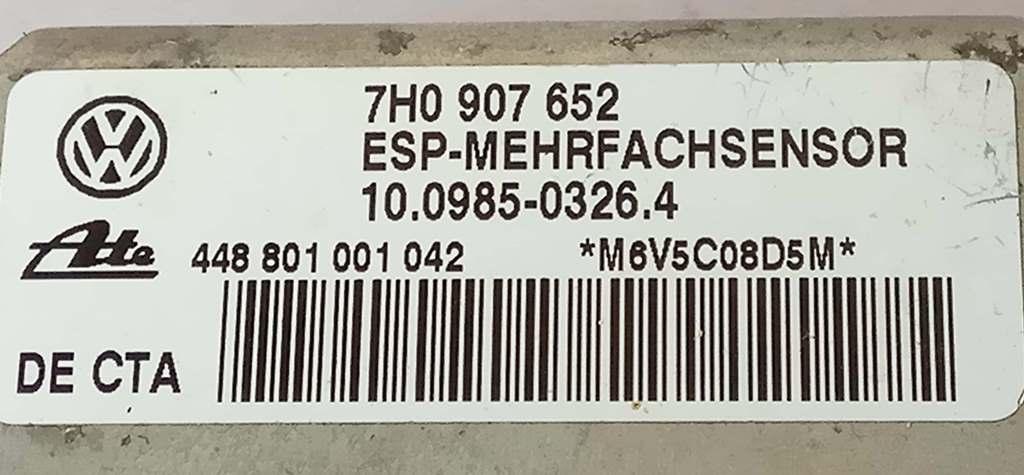 7H0 907 652
ESP-MEHRFACHSENSOR
10.0985-0326.4
Ate
448 801 001 042 *M6V5C08D5M*
DE CTA